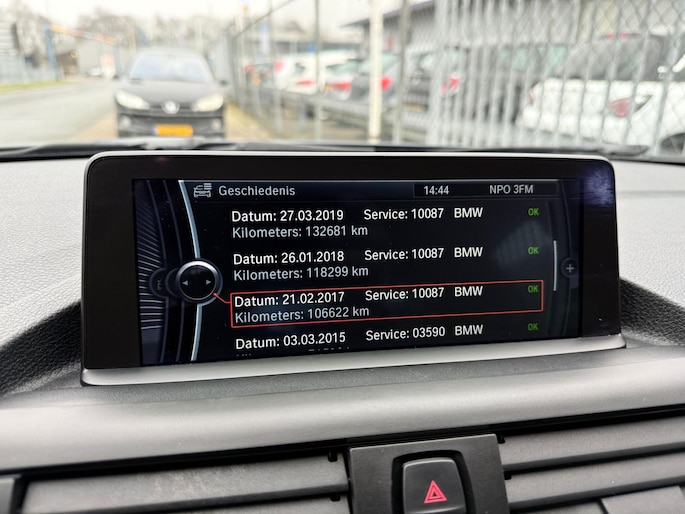 Geschiedenis 14:44 NPO 3FM
Datum: 27.03.2019 Service: 10087 BMW OK
Kilometers: 132681 km
Datum: 26.01.2018 Service: 10087 BMW OK
Kilometers: 118299 km
Datum: 21.02.2017 Service: 10087 BMW OK
Kilometers: 106622 km
Datum: 03.03.2015 Service: 03590 BMW OK